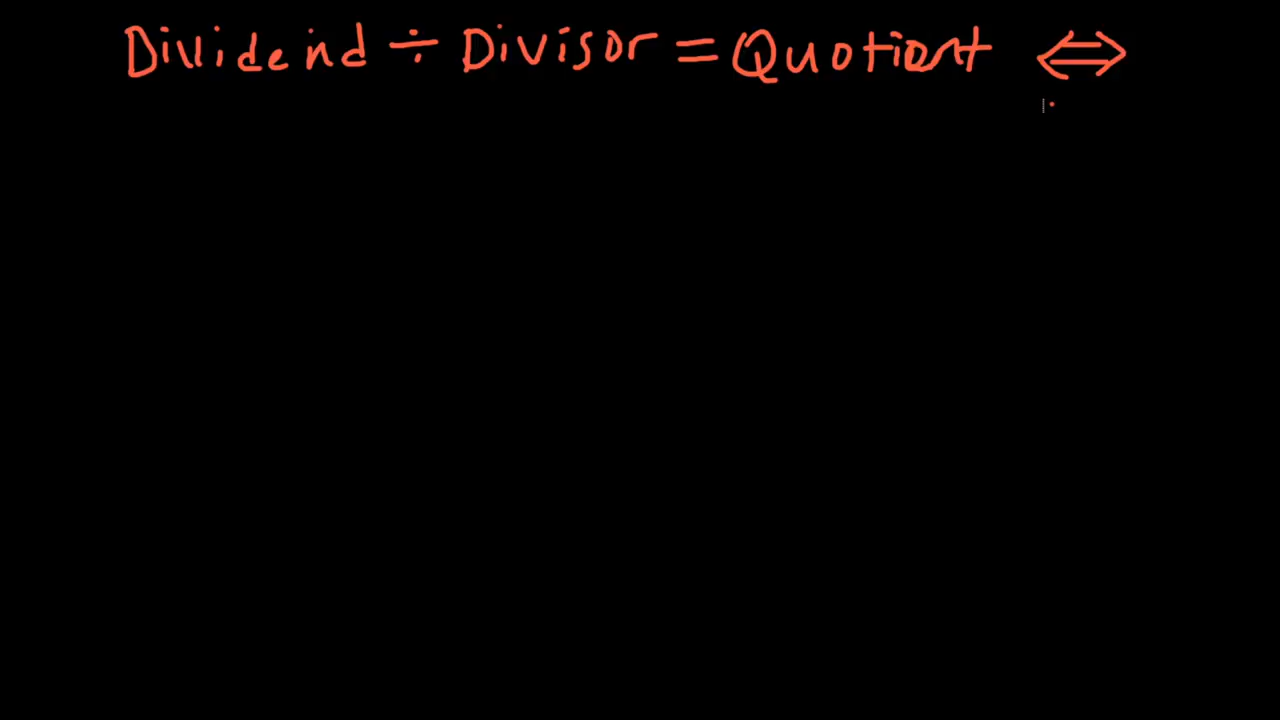 Dividend ÷ Divisor = Quotient ⇔